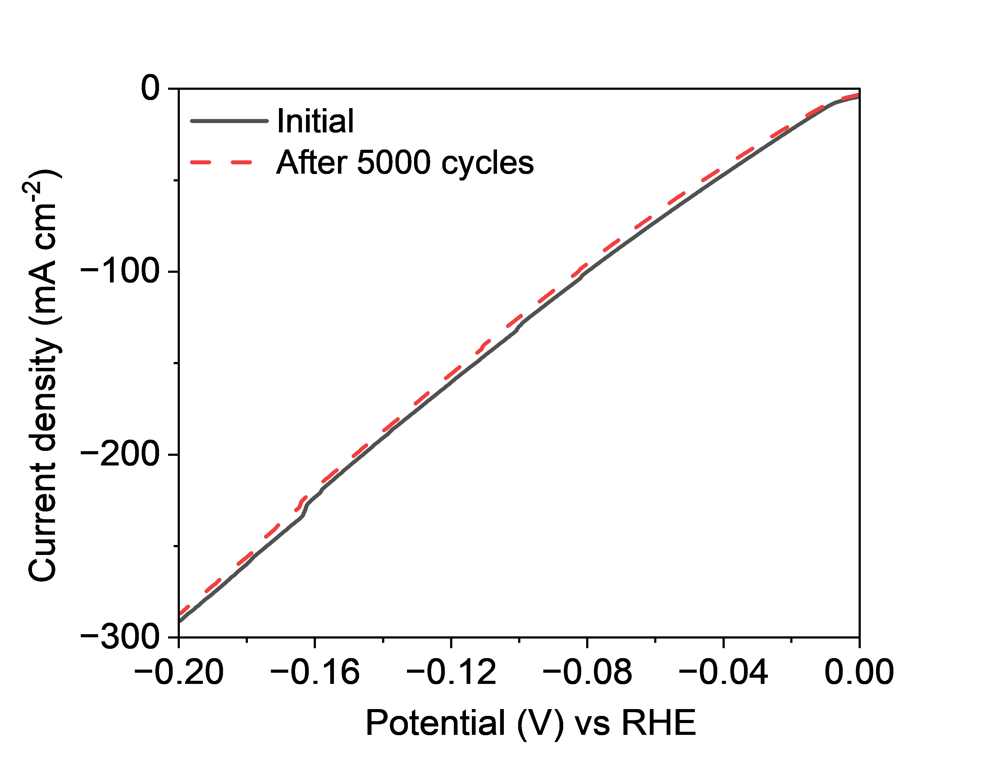 0
−100
−200
−300
Initial
After 5000 cycles
Current density (mA cm⁻²)
−0.20 −0.16 −0.12 −0.08 −0.04 0.00
Potential (V) vs RHE